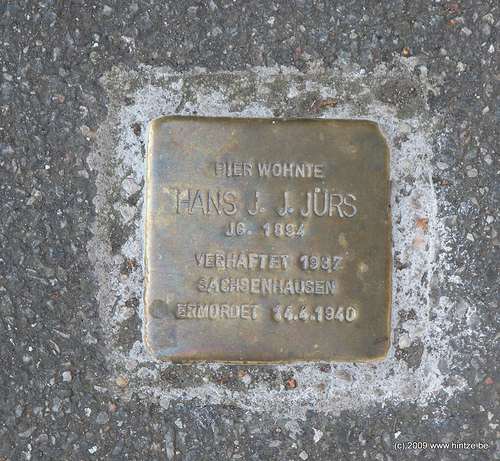 HIER WOHNTE
HANS J. J. JÜRS
JG. 1894
VERHAFTET 1937
SACHSENHAUSEN
ERMORDET 14.4.1940
(c) 2009 www.hintze.be